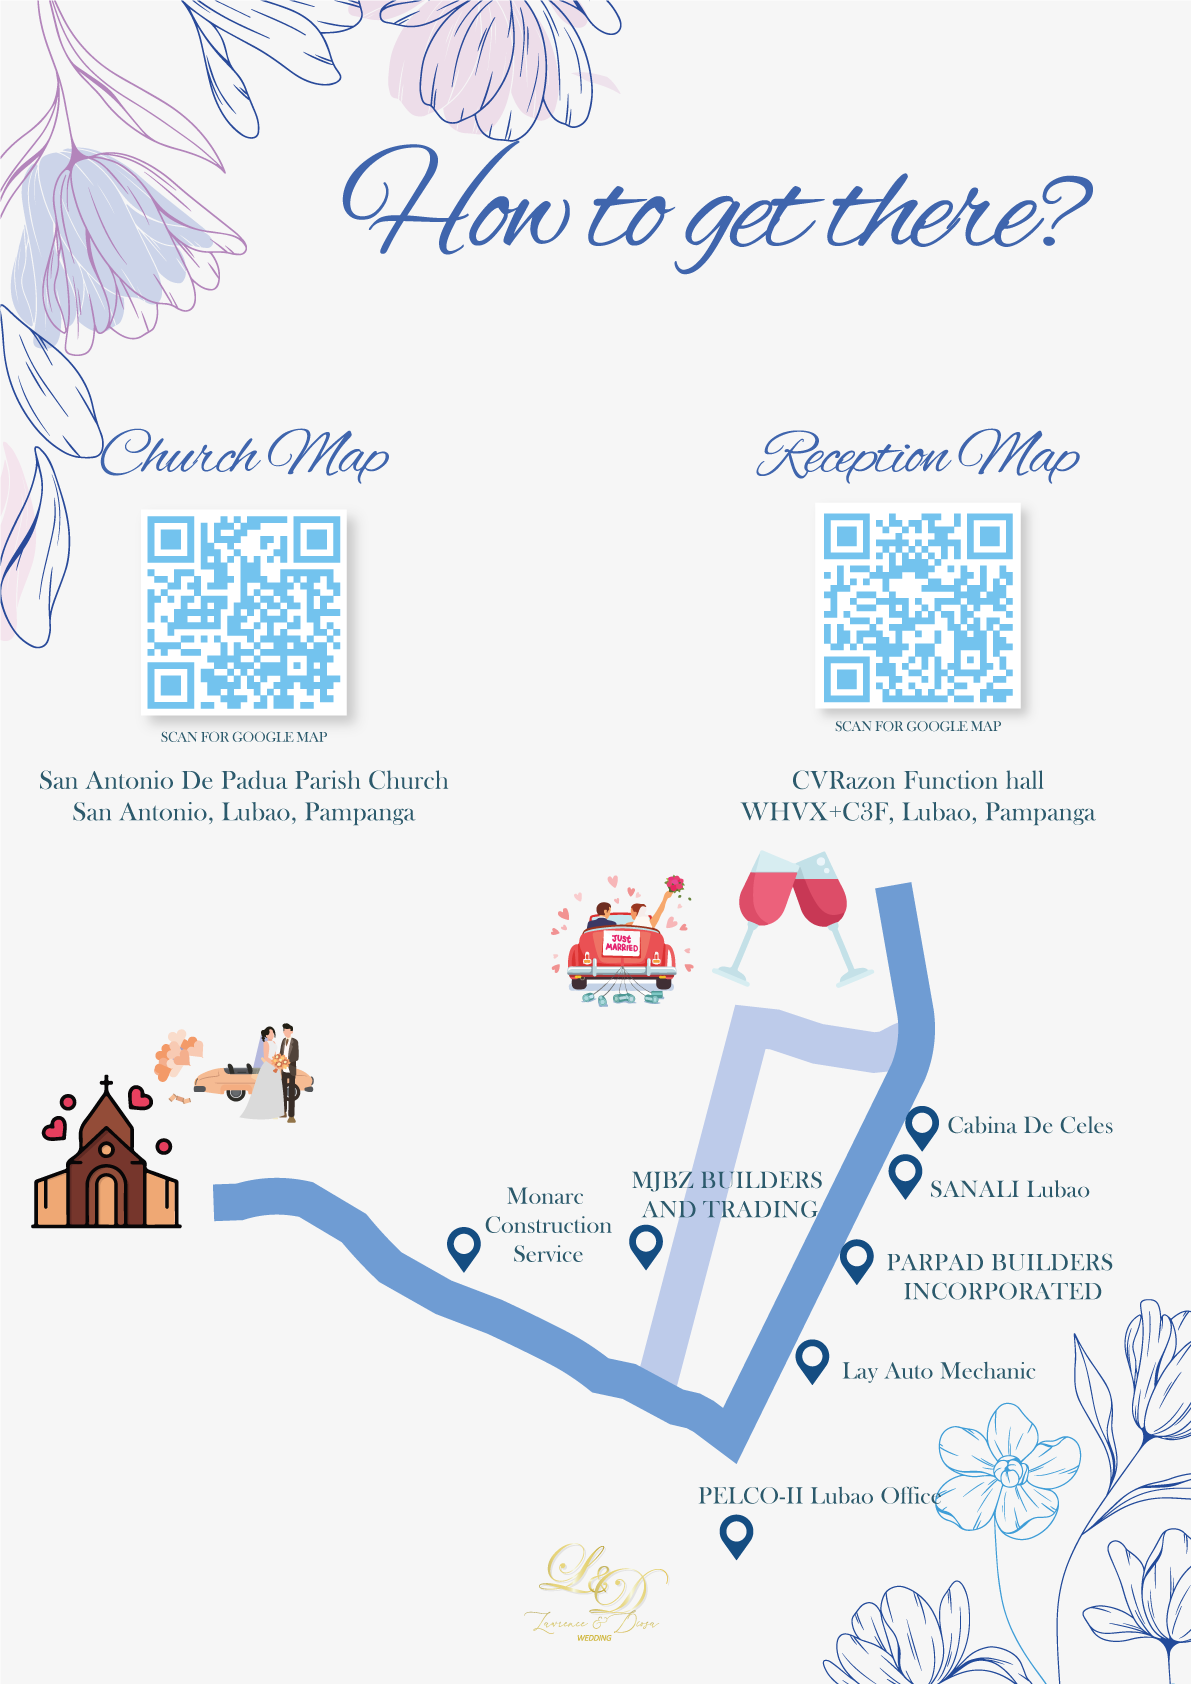 How to get there?
Church Map
SCAN FOR GOOGLE MAP
San Antonio De Padua Parish Church
San Antonio, Lubao, Pampanga
Reception Map
SCAN FOR GOOGLE MAP
CVRazon Function hall
WHVX+C3F, Lubao, Pampanga
JUST
MARRIED
Cabina De Celes
SANALI Lubao
MJBZ BUILDERS
AND TRADING
Monarc
Construction
Service
PARPAD BUILDERS
INCORPORATED
Lay Auto Mechanic
PELCO-II Lubao Office
L&D
Lawrence & Diosa
WEDDING